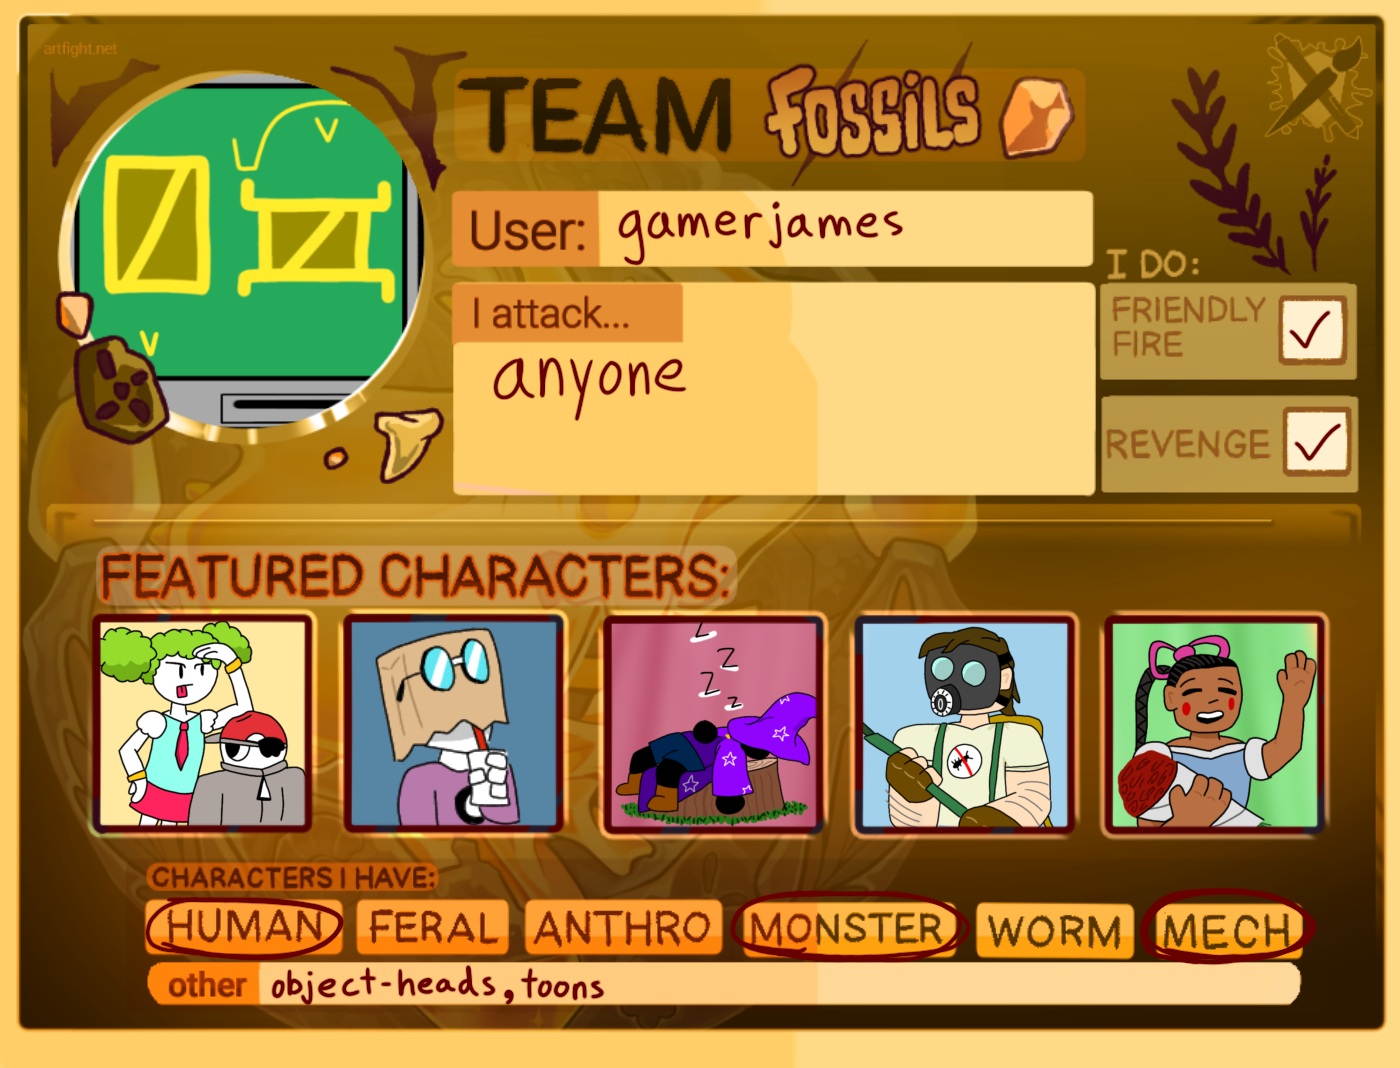 artfight.net
TEAM FOSSiLS
User: gamerjames
I attack...
anyone
I DO:
FRIENDLY
FIRE
REVENGE
FEATURED CHARACTERS:
Z
Z
Z
Z
CHARACTERS I HAVE:
HUMAN FERAL ANTHRO MONSTER WORM MECH
other object-heads, toons